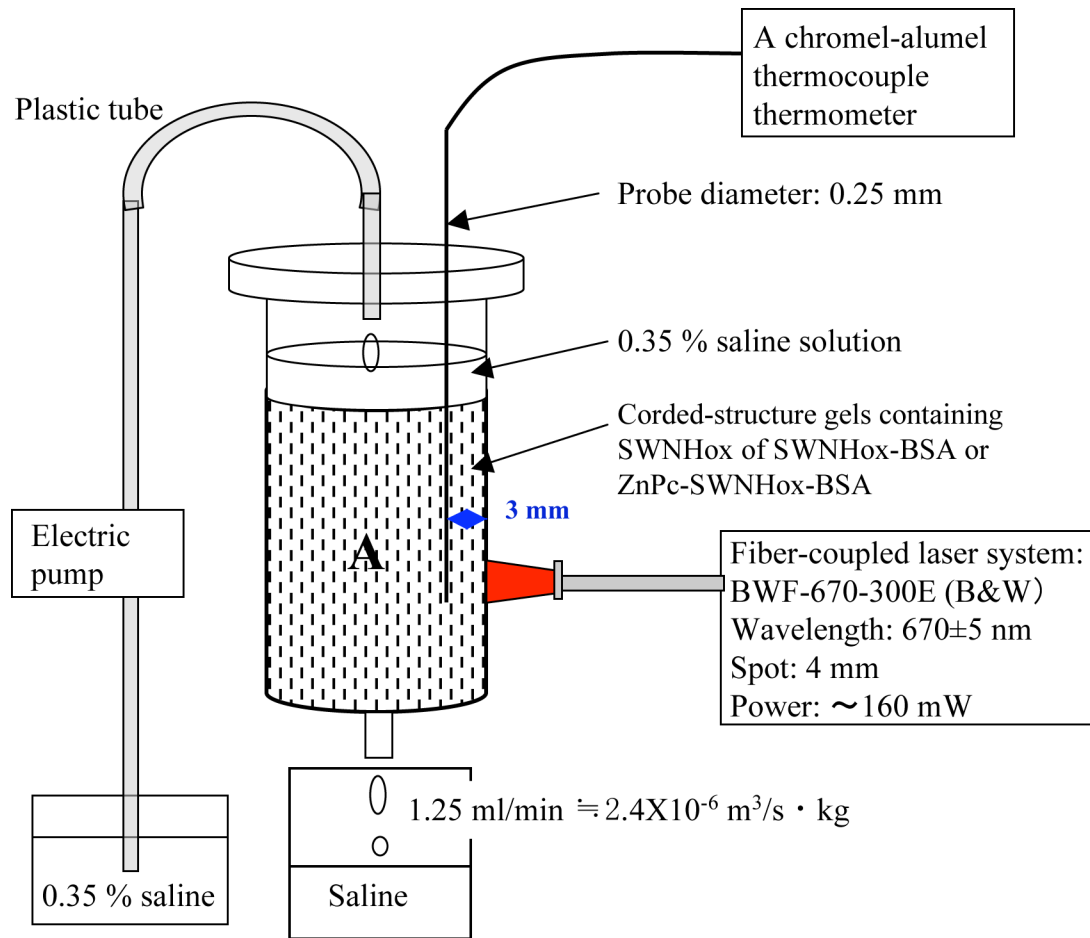 A chromel-alumel
thermocouple
thermometer
Plastic tube
Probe diameter: 0.25 mm
0.35 % saline solution
Corded-structure gels containing
SWNHox of SWNHox-BSA or
ZnPc-SWNHox-BSA
3 mm
A
Electric
pump
Fiber-coupled laser system:
BWF-670-300E (B&W）
Wavelength: 670±5 nm
Spot: 4 mm
Power: ～160 mW
1.25 ml/min ≒2.4X10⁻⁶ m³/s・kg
0.35 % saline
Saline